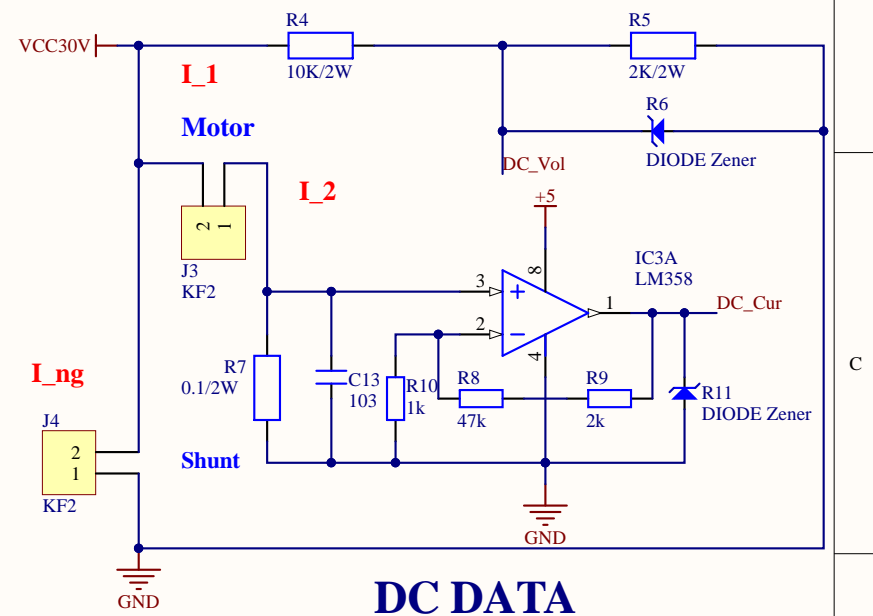 R4
R5
VCC30V
10K/2W
2K/2W
I_1
R6
Motor
DIODE Zener
DC_Vol
I_2
+5
2
1
8
IC3A
LM358
J3
KF2
3
+
1
DC_Cur
2
−
4
R7
0.1/2W
C13
103
R10
1k
R8
47k
R9
2k
R11
DIODE Zener
C
I_ng
J4
2
1
KF2
Shunt
GND
GND
DC DATA